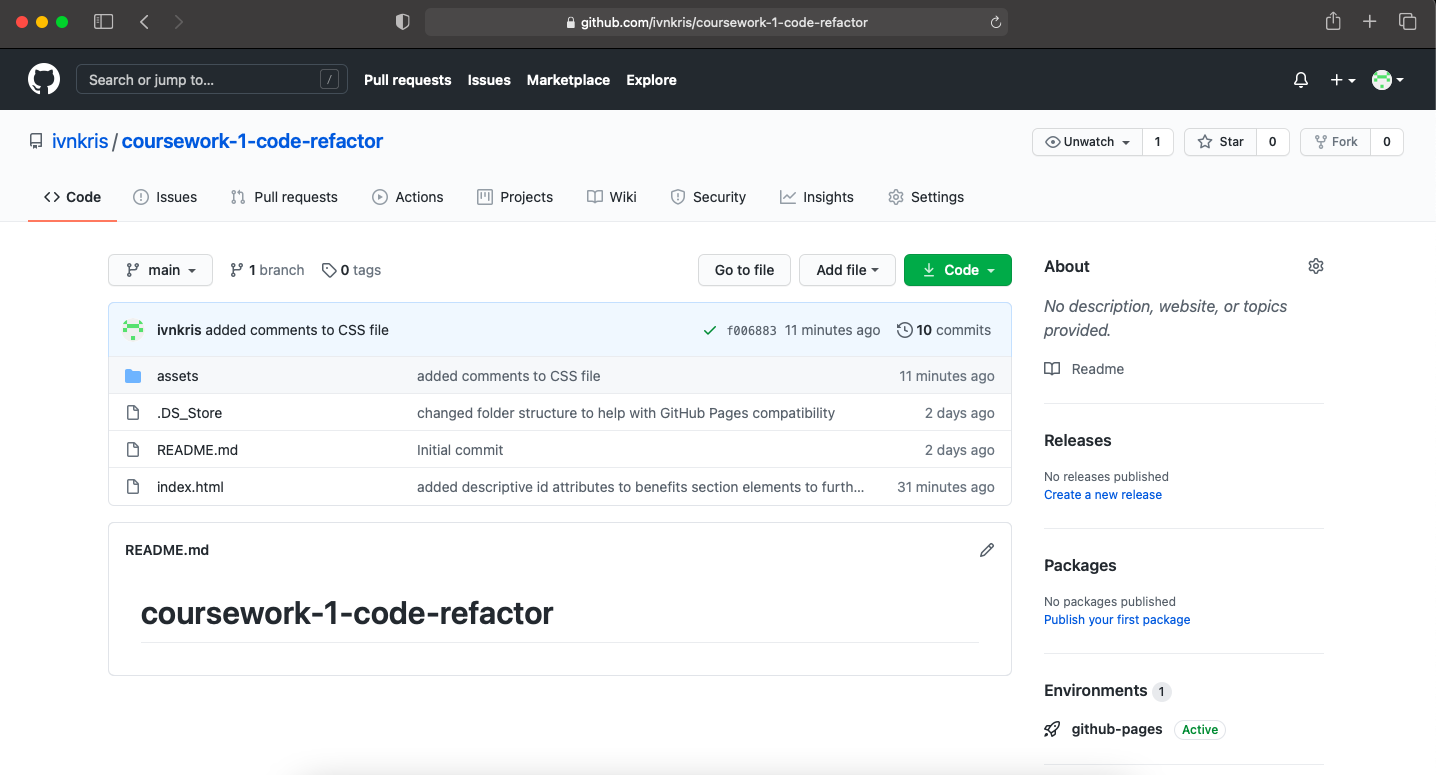 github.com/ivnkris/coursework-1-code-refactor
Search or jump to... / Pull requests Issues Marketplace Explore
ivnkris / coursework-1-code-refactor Unwatch 1 Star 0 Fork 0
Code Issues Pull requests Actions Projects Wiki Security Insights Settings
main 1 branch 0 tags Go to file Add file Code
ivnkris added comments to CSS file f006883 11 minutes ago 10 commits
assets added comments to CSS file 11 minutes ago
.DS_Store changed folder structure to help with GitHub Pages compatibility 2 days ago
README.md Initial commit 2 days ago
index.html added descriptive id attributes to benefits section elements to furth... 31 minutes ago
README.md
coursework-1-code-refactor
About
No description, website, or topics
provided.
Readme
Releases
No releases published
Create a new release
Packages
No packages published
Publish your first package
Environments 1
github-pages Active